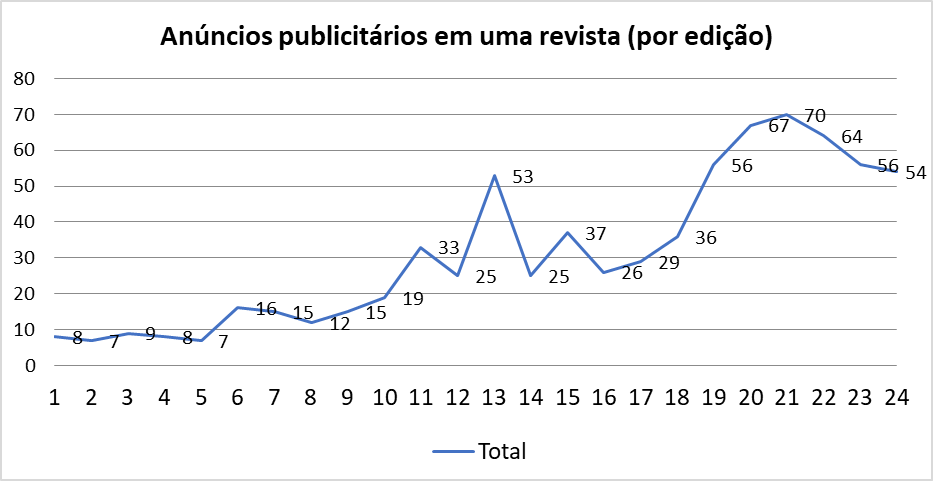 Anúncios publicitários em uma revista (por edição)
80
70
60
50
40
30
20
10
0
8 7 9 8 7 16 15 12 15 19 33 25 53 25 37 26 29 36 56 67 70 64 56 54
1 2 3 4 5 6 7 8 9 10 11 12 13 14 15 16 17 18 19 20 21 22 23 24
Total